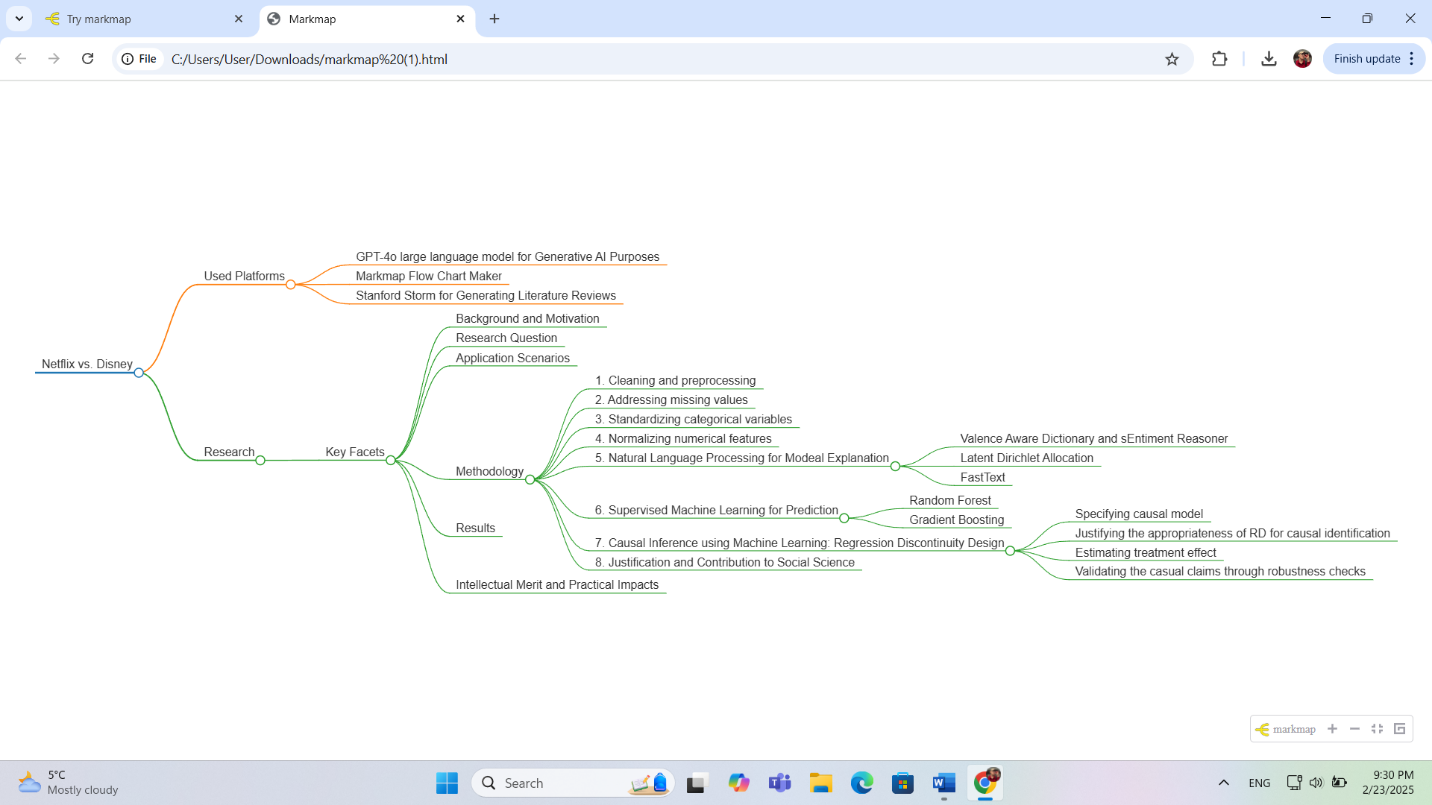 Try markmap
Markmap
File
C:/Users/User/Downloads/markmap%20(1).html
Finish update
Netflix vs. Disney
Used Platforms
GPT-4o large language model for Generative AI Purposes
Markmap Flow Chart Maker
Stanford Storm for Generating Literature Reviews
Research
Key Facets
Background and Motivation
Research Question
Application Scenarios
Methodology
1. Cleaning and preprocessing
2. Addressing missing values
3. Standardizing categorical variables
4. Normalizing numerical features
5. Natural Language Processing for Modeal Explanation
Valence Aware Dictionary and sEntiment Reasoner
Latent Dirichlet Allocation
FastText
6. Supervised Machine Learning for Prediction
Random Forest
Gradient Boosting
7. Causal Inference using Machine Learning: Regression Discontinuity Design
Specifying causal model
Justifying the appropriateness of RD for causal identification
Estimating treatment effect
Validating the casual claims through robustness checks
8. Justification and Contribution to Social Science
Results
Intellectual Merit and Practical Impacts
markmap
5°C
Mostly cloudy
Search
ENG
9:30 PM
2/23/2025